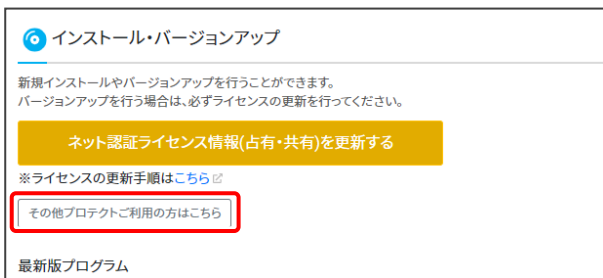 インストール・バージョンアップ
新規インストールやバージョンアップを行うことができます。
バージョンアップを行う場合は、必ずライセンスの更新を行ってください。
ネット認証ライセンス情報(占有・共有)を更新する
※ライセンスの更新手順はこちら
その他プロテクトご利用の方はこちら
最新版プログラム